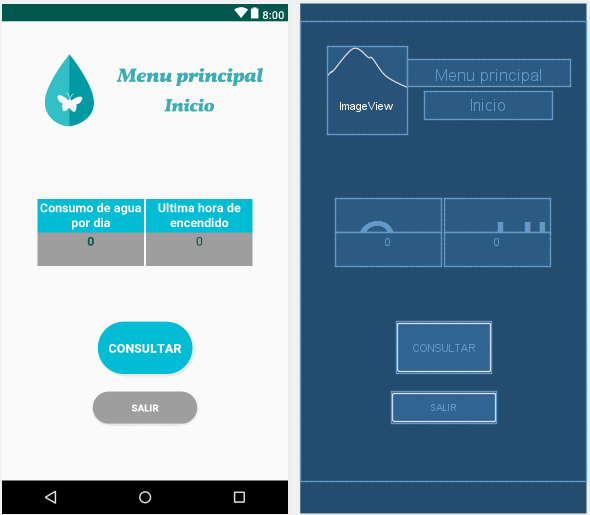 8:00
Menu principal
Inicio
Consumo de agua por dia
Ultima hora de encendido
0
0
CONSULTAR
SALIR
Menu principal
ImageView
Inicio
0
0
CONSULTAR
SALIR